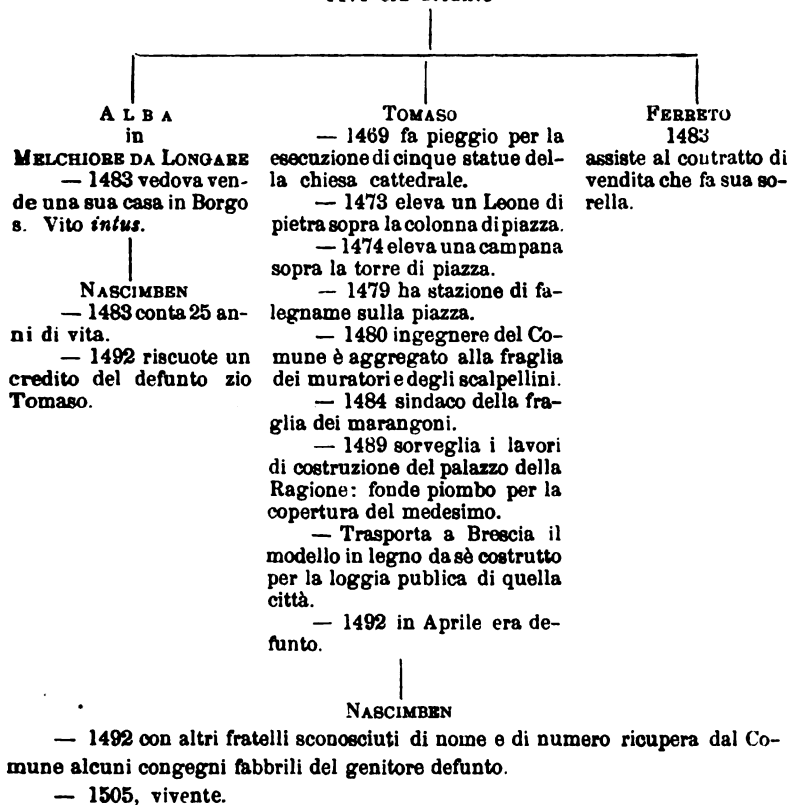 ALBA
in
MELCHIORE DA LONGARE
— 1483 vedova ven-
de una sua casa in Borgo
s. Vito intus.
NASCIMBEN
— 1483 conta 25 an-
ni di vita.
— 1492 riscuote un
credito del defunto zio
Tomaso.
TOMASO
— 1469 fa pieggio per la
esecuzione di cinque statue del-
la chiesa cattedrale.
— 1473 eleva un Leone di
pietra sopra la colonna di piazza.
— 1474 eleva una campana
sopra la torre di piazza.
— 1479 ha stazione di fa-
legname sulla piazza.
— 1480 ingegnere del Co-
mune è aggregato alla fraglia
dei muratori e degli scalpellini.
— 1484 sindaco della fra-
glia dei marangoni.
— 1489 sorveglia i lavori
di costruzione del palazzo della
Ragione: fonde piombo per la
copertura del medesimo.
— Trasporta a Brescia il
modello in legno da sè costrutto
per la loggia publica di quella
città.
— 1492 in Aprile era de-
funto.
FERRETO
1483
assiste al contratto di
vendita che fa sua so-
rella.
NASCIMBEN
— 1492 con altri fratelli sconosciuti di nome e di numero ricupera dal Co-
mune alcuni congegni fabbrili del genitore defunto.
— 1505, vivente.